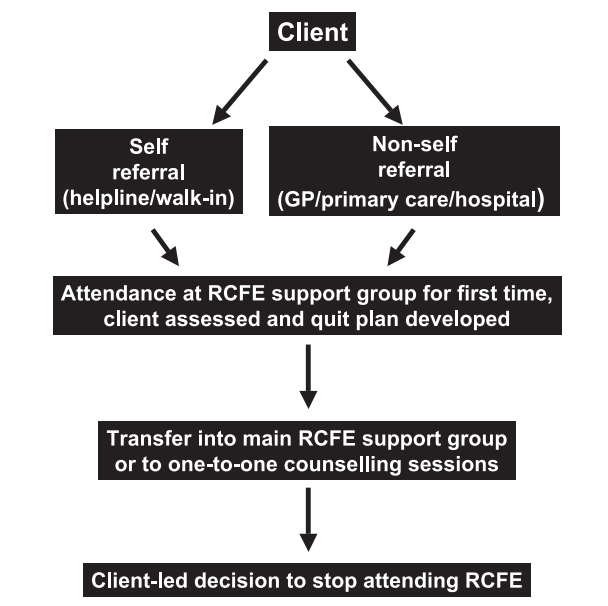 Client
Self
referral
(helpline/walk-in)
Non-self
referral
(GP/primary care/hospital)
Attendance at RCFE support group for first time,
client assessed and quit plan developed
Transfer into main RCFE support group
or to one-to-one counselling sessions
Client-led decision to stop attending RCFE